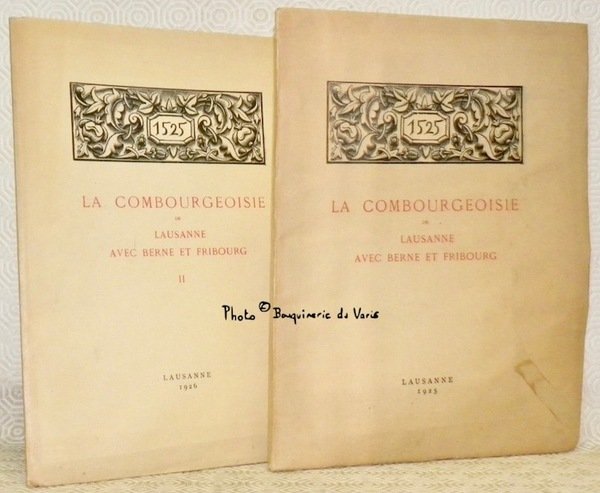 1525
LA COMBOURGEOISIE
DE
LAUSANNE
AVEC BERNE ET FRIBOURG
II
LAUSANNE
1926
1525
LA COMBOURGEOISIE
DE
LAUSANNE
AVEC BERNE ET FRIBOURG
LAUSANNE
1925
Photo © Bouquinerie du Varis